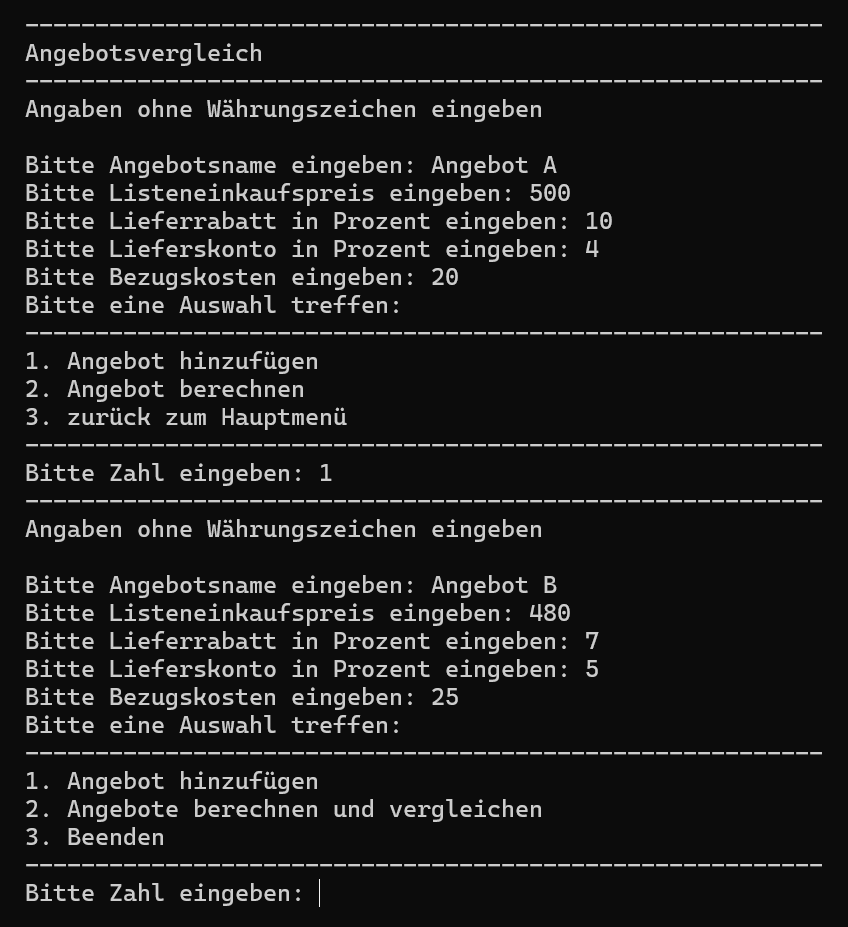 ---------------------------------------------------------
Angebotsvergleich
---------------------------------------------------------
Angaben ohne Währungszeichen eingeben
Bitte Angebotsname eingeben: Angebot A
Bitte Listeneinkaufspreis eingeben: 500
Bitte Lieferrabatt in Prozent eingeben: 10
Bitte Lieferskonto in Prozent eingeben: 4
Bitte Bezugskosten eingeben: 20
Bitte eine Auswahl treffen:
---------------------------------------------------------
1. Angebot hinzufügen
2. Angebot berechnen
3. zurück zum Hauptmenü
---------------------------------------------------------
Bitte Zahl eingeben: 1
---------------------------------------------------------
Angaben ohne Währungszeichen eingeben
Bitte Angebotsname eingeben: Angebot B
Bitte Listeneinkaufspreis eingeben: 480
Bitte Lieferrabatt in Prozent eingeben: 7
Bitte Lieferskonto in Prozent eingeben: 5
Bitte Bezugskosten eingeben: 25
Bitte eine Auswahl treffen:
---------------------------------------------------------
1. Angebot hinzufügen
2. Angebote berechnen und vergleichen
3. Beenden
---------------------------------------------------------
Bitte Zahl eingeben: